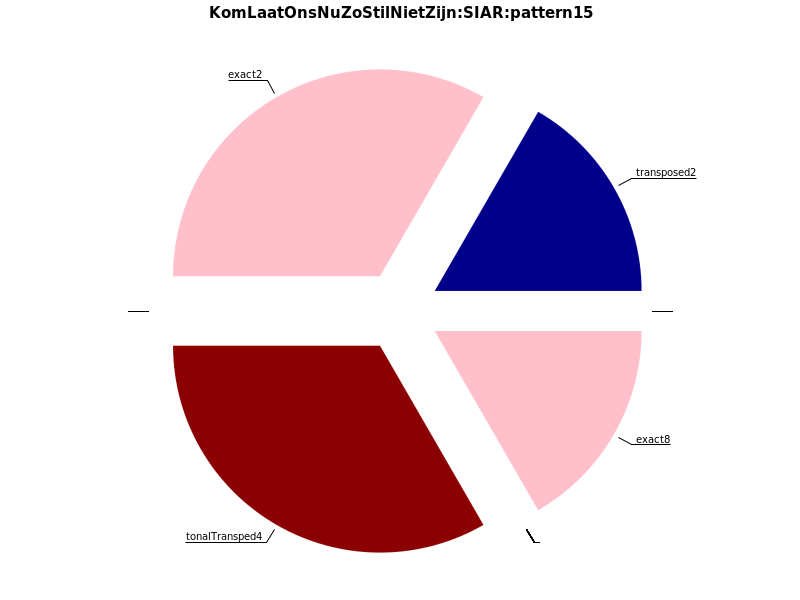 KomLaatOnsNuZoStilNietZijn:SIAR:pattern15
exact2
transposed2
exact8
tonalTransped4